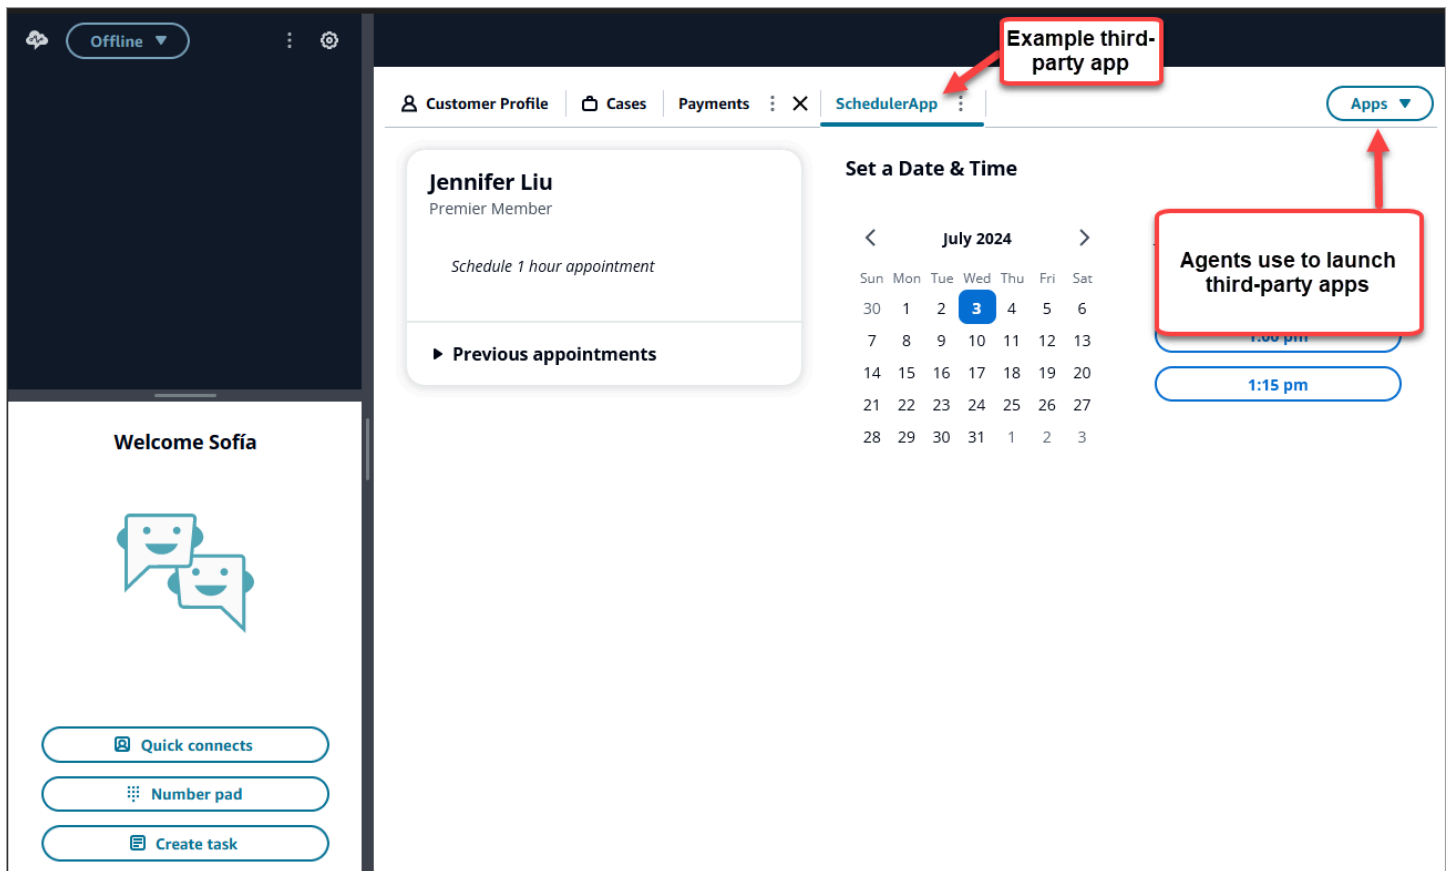 Offline
Example third-
party app
Customer Profile
Cases
Payments
SchedulerApp
Apps
Jennifer Liu
Premier Member
Schedule 1 hour appointment
Previous appointments
Set a Date & Time
July 2024
Sun Mon Tue Wed Thu Fri Sat
30 1 2 3 4 5 6
7 8 9 10 11 12 13
14 15 16 17 18 19 20
21 22 23 24 25 26 27
28 29 30 31 1 2 3
Agents use to launch
third-party apps
1:00 pm
1:15 pm
Welcome Sofía
Quick connects
Number pad
Create task